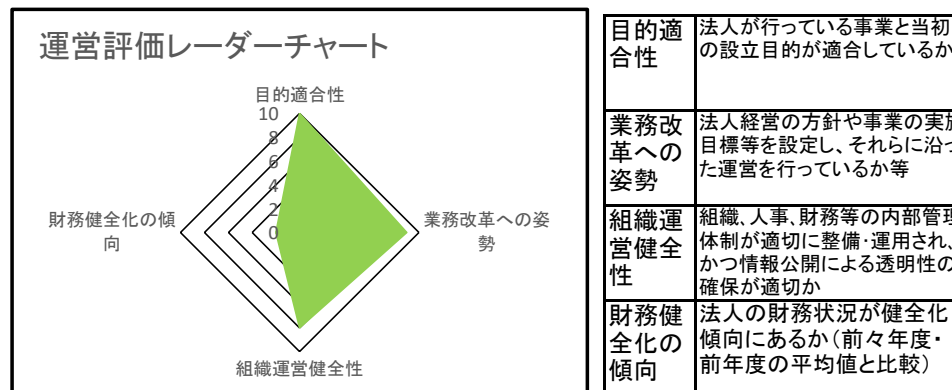 運営評価レーダーチャート
目的適合性
10
8
6
4
2
0
財務健全化の傾
向
業務改革への姿
勢
組織運営健全性
目的適
合性
法人が行っている事業と当初
の設立目的が適合しているか
業務改
革への
姿勢
法人経営の方針や事業の実施
目標等を設定し、それらに沿っ
た運営を行っているか等
組織運
営健全
性
組織、人事、財務等の内部管理
体制が適切に整備・運用され、
かつ情報公開による透明性の
確保が適切か
財務健
全化の
傾向
法人の財務状況が健全化
傾向にあるか（前々年度・
前年度の平均値と比較）